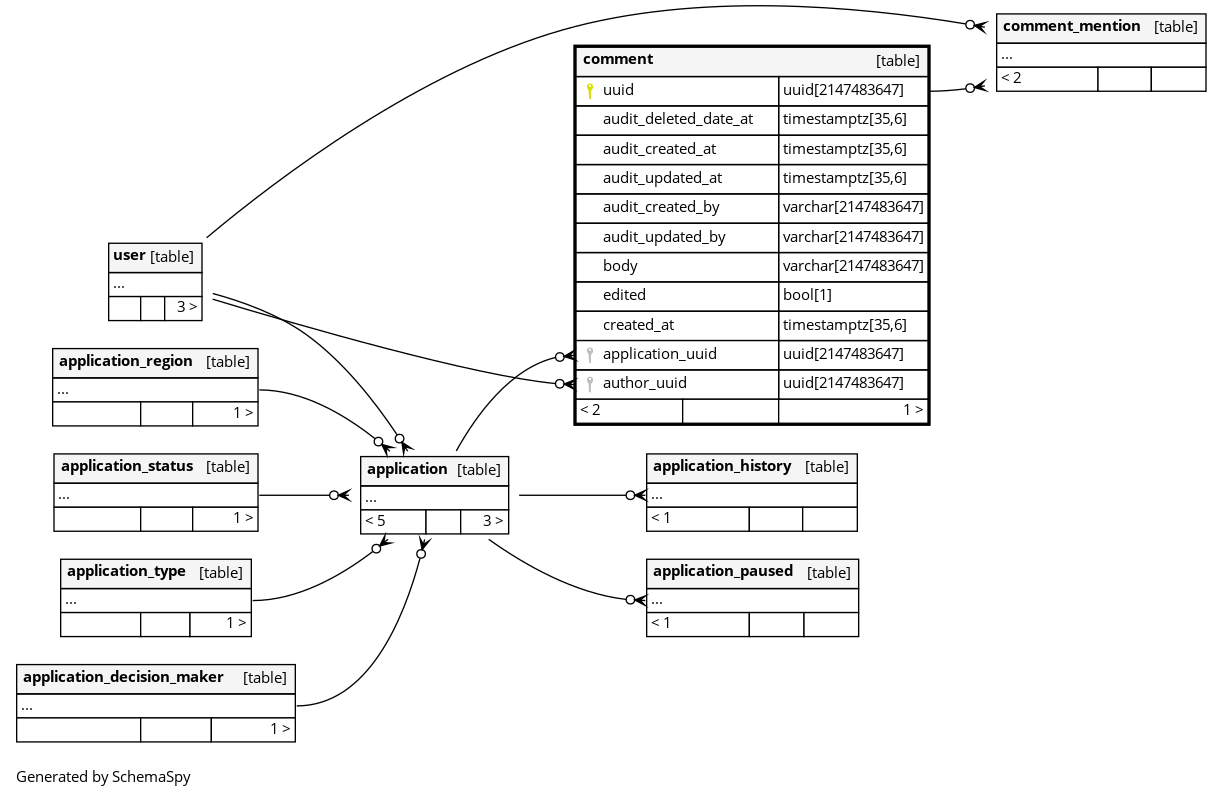 comment_mention [table]
...
< 2
comment [table]
uuid uuid[2147483647]
audit_deleted_date_at timestamptz[35,6]
audit_created_at timestamptz[35,6]
audit_updated_at timestamptz[35,6]
audit_created_by varchar[2147483647]
audit_updated_by varchar[2147483647]
body varchar[2147483647]
edited bool[1]
created_at timestamptz[35,6]
application_uuid uuid[2147483647]
author_uuid uuid[2147483647]
< 2 1 >
user [table]
...
3 >
application_region [table]
...
1 >
application_status [table]
...
1 >
application [table]
...
< 5 3 >
application_history [table]
...
< 1
application_type [table]
...
1 >
application_paused [table]
...
< 1
application_decision_maker [table]
...
1 >
Generated by SchemaSpy